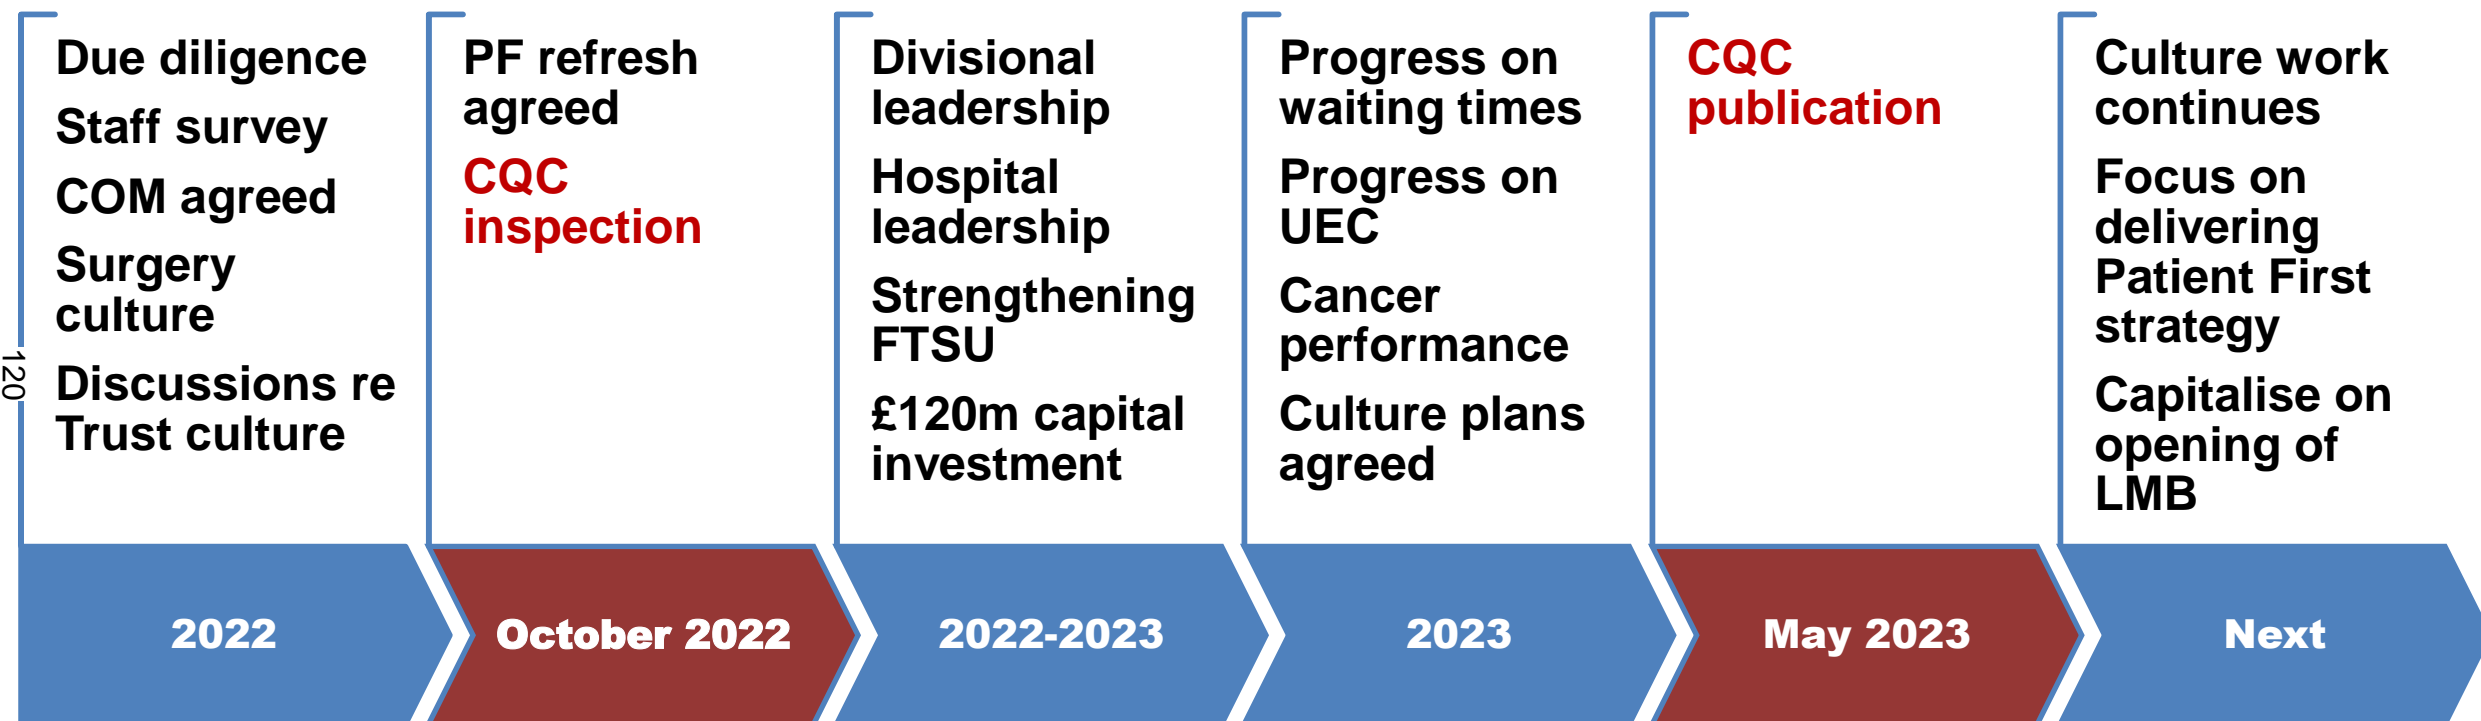 Due diligence
Staff survey
COM agreed
Surgery
culture
Discussions re
Trust culture
2022
PF refresh
agreed
CQC
inspection
October 2022
Divisional
leadership
Hospital
leadership
Strengthening
FTSU
£120m capital
investment
2022-2023
Progress on
waiting times
Progress on
UEC
Cancer
performance
Culture plans
agreed
2023
CQC
publication
May 2023
Culture work
continues
Focus on
delivering
Patient First
strategy
Capitalise on
opening of
LMB
Next
120